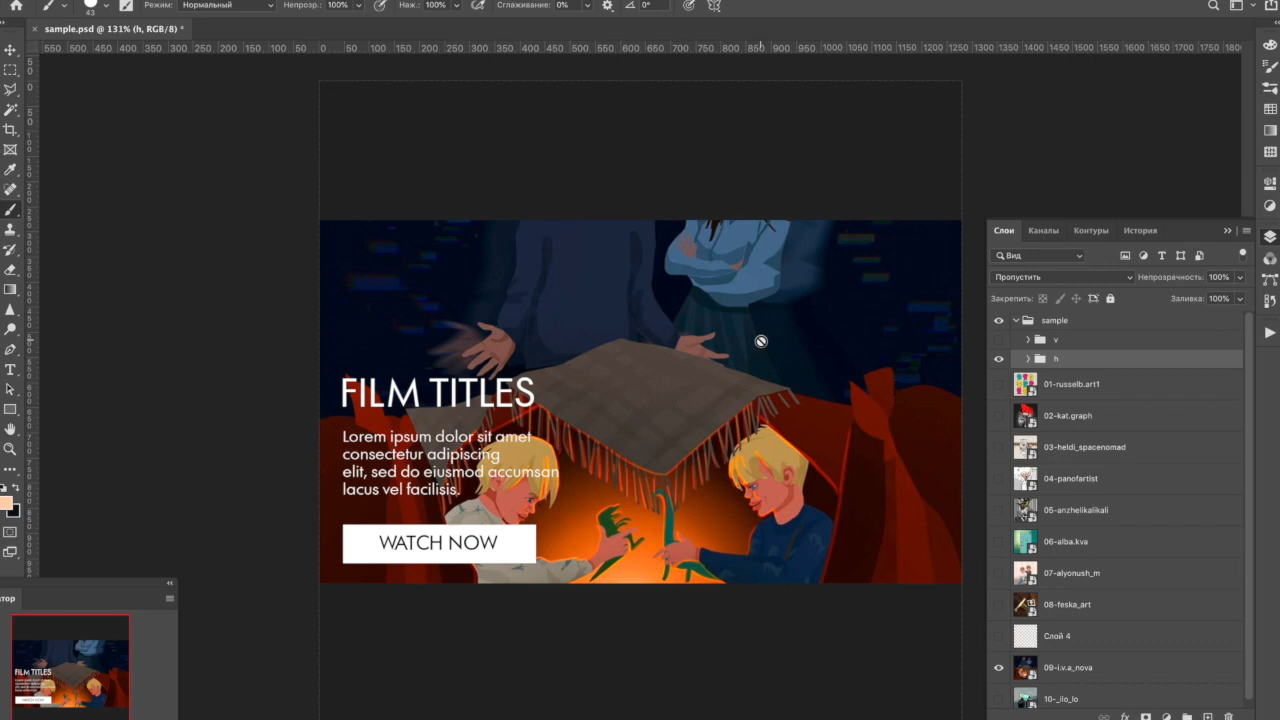 43
Режим:
Нормальный
Непрозр.:
100%
Наж.:
100%
Сглаживание:
0%
0°
sample.psd @ 131% (h, RGB/8) *
550 500 450 400 350 300 250 200 150 100 50 0 50 100 150 200 250 300 350 400 450 500 550 600 650 700 750 800 850 900 950 1000 1050 1100 1150 1200 1250 1300 1350 1400 1450 1500 1550 1600 1650 1700 1750 1800
Слои
Каналы
Контуры
История
Вид
Пропустить
Непрозрачность:
100%
Закрепить:
Заливка:
100%
sample
v
h
01-russelb.art1
02-kat.graph
03-heldi_spacenomad
04-panofartist
05-anzhelikalikali
06-alba.kva
07-alyonush_m
08-feska_art
Слой 4
09-i.v.a_nova
10-_ilo_lo
FILM TITLES
Lorem ipsum dolor sit amet
consectetur adipiscing
elit, sed do eiusmod accumsan
lacus vel facilisis.
WATCH NOW
тор
FILM TITLES
WATCH NOW